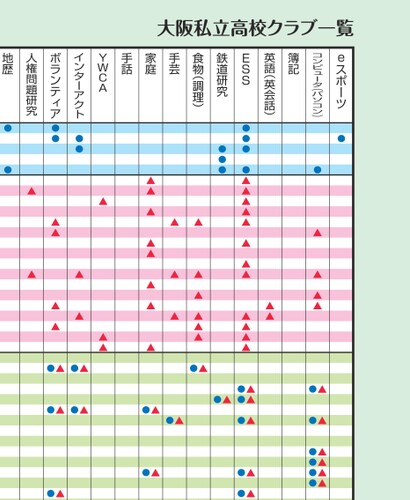 大阪私立高校クラブ一覧
eスポーツ
コンピュータ(パソコン)
簿記
英語(英会話)
ESS
鉄道研究
食物(調理)
手芸
家庭
手話
YWCA
インターアクト
ボランティア
人権問題研究
地歴